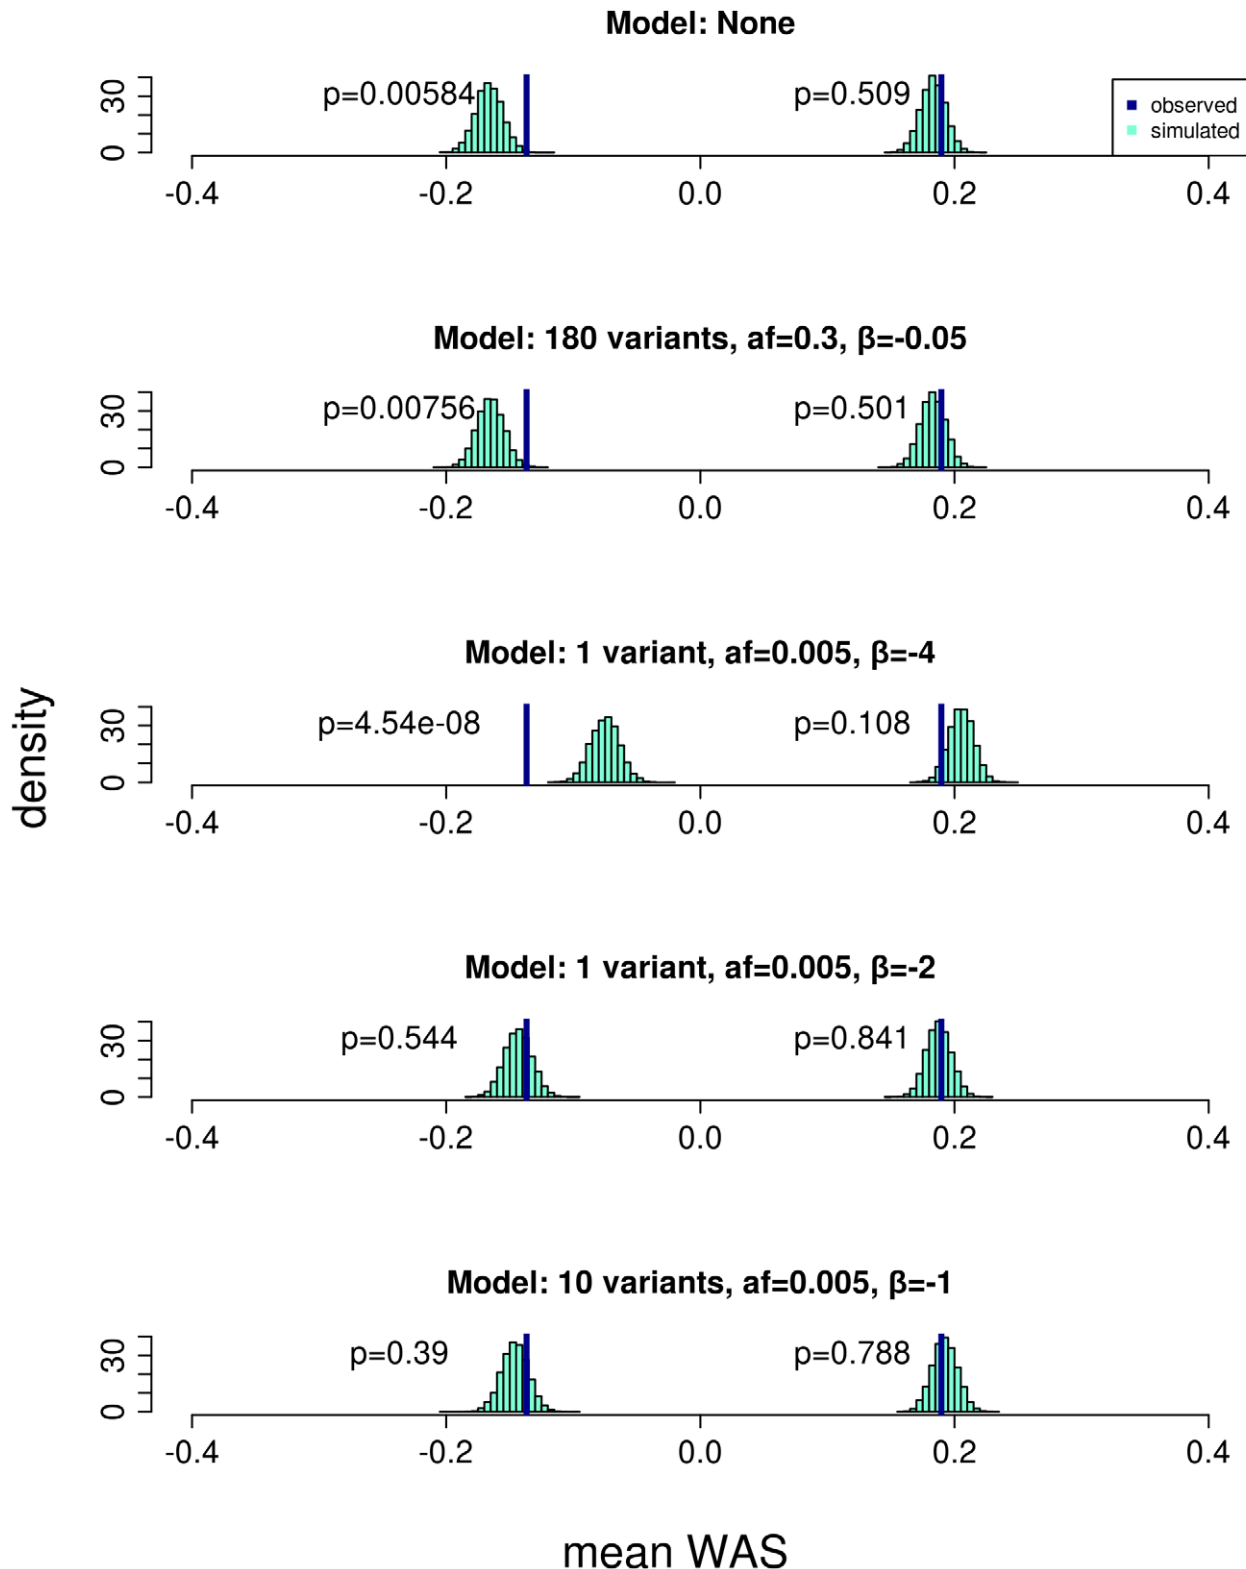 Model: None
p=0.00584
p=0.509
observed
simulated
0
30
-0.4
-0.2
0.0
0.2
0.4
Model: 180 variants, af=0.3, β=-0.05
p=0.00756
p=0.501
0
30
-0.4
-0.2
0.0
0.2
0.4
Model: 1 variant, af=0.005, β=-4
p=4.54e-08
p=0.108
0
30
-0.4
-0.2
0.0
0.2
0.4
density
Model: 1 variant, af=0.005, β=-2
p=0.544
p=0.841
0
30
-0.4
-0.2
0.0
0.2
0.4
Model: 10 variants, af=0.005, β=-1
p=0.39
p=0.788
0
30
-0.4
-0.2
0.0
0.2
0.4
mean WAS